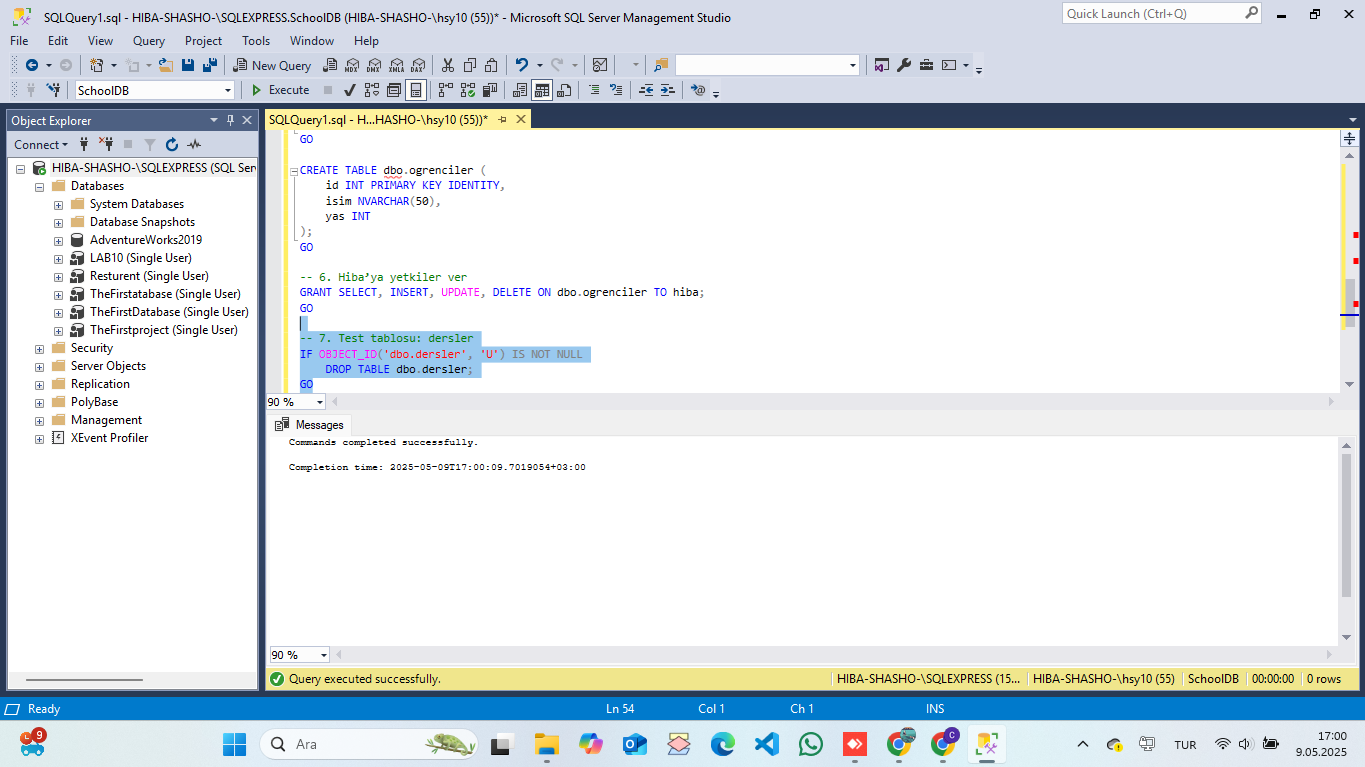 SQLQuery1.sql - HIBA-SHASHO-\SQLEXPRESS.SchoolDB (HIBA-SHASHO-\hsy10 (55))* - Microsoft SQL Server Management Studio
Quick Launch (Ctrl+Q)
File Edit View Query Project Tools Window Help
New Query
MDX DMX XMLA DAX
SchoolDB
Execute
Object Explorer
Connect
HIBA-SHASHO-\SQLEXPRESS (SQL Ser
Databases
System Databases
Database Snapshots
AdventureWorks2019
LAB10 (Single User)
Resturent (Single User)
TheFirstatabase (Single User)
TheFirstDatabase (Single User)
TheFirstproject (Single User)
Security
Server Objects
Replication
PolyBase
Management
XEvent Profiler
SQLQuery1.sql - H...HASHO-\hsy10 (55))*
GO
CREATE TABLE dbo.ogrenciler (
id INT PRIMARY KEY IDENTITY,
isim NVARCHAR(50),
yas INT
);
GO
-- 6. Hiba’ya yetkiler ver
GRANT SELECT, INSERT, UPDATE, DELETE ON dbo.ogrenciler TO hiba;
GO
-- 7. Test tablosu: dersler
IF OBJECT_ID('dbo.dersler', 'U') IS NOT NULL
DROP TABLE dbo.dersler;
GO
90 %
Messages
Commands completed successfully.
Completion time: 2025-05-09T17:00:09.7019054+03:00
90 %
Query executed successfully.
HIBA-SHASHO-\SQLEXPRESS (15... HIBA-SHASHO-\hsy10 (55) SchoolDB 00:00:00 0 rows
Ready
Ln 54 Col 1 Ch 1 INS
9
Ara
C
TUR
17:00
9.05.2025